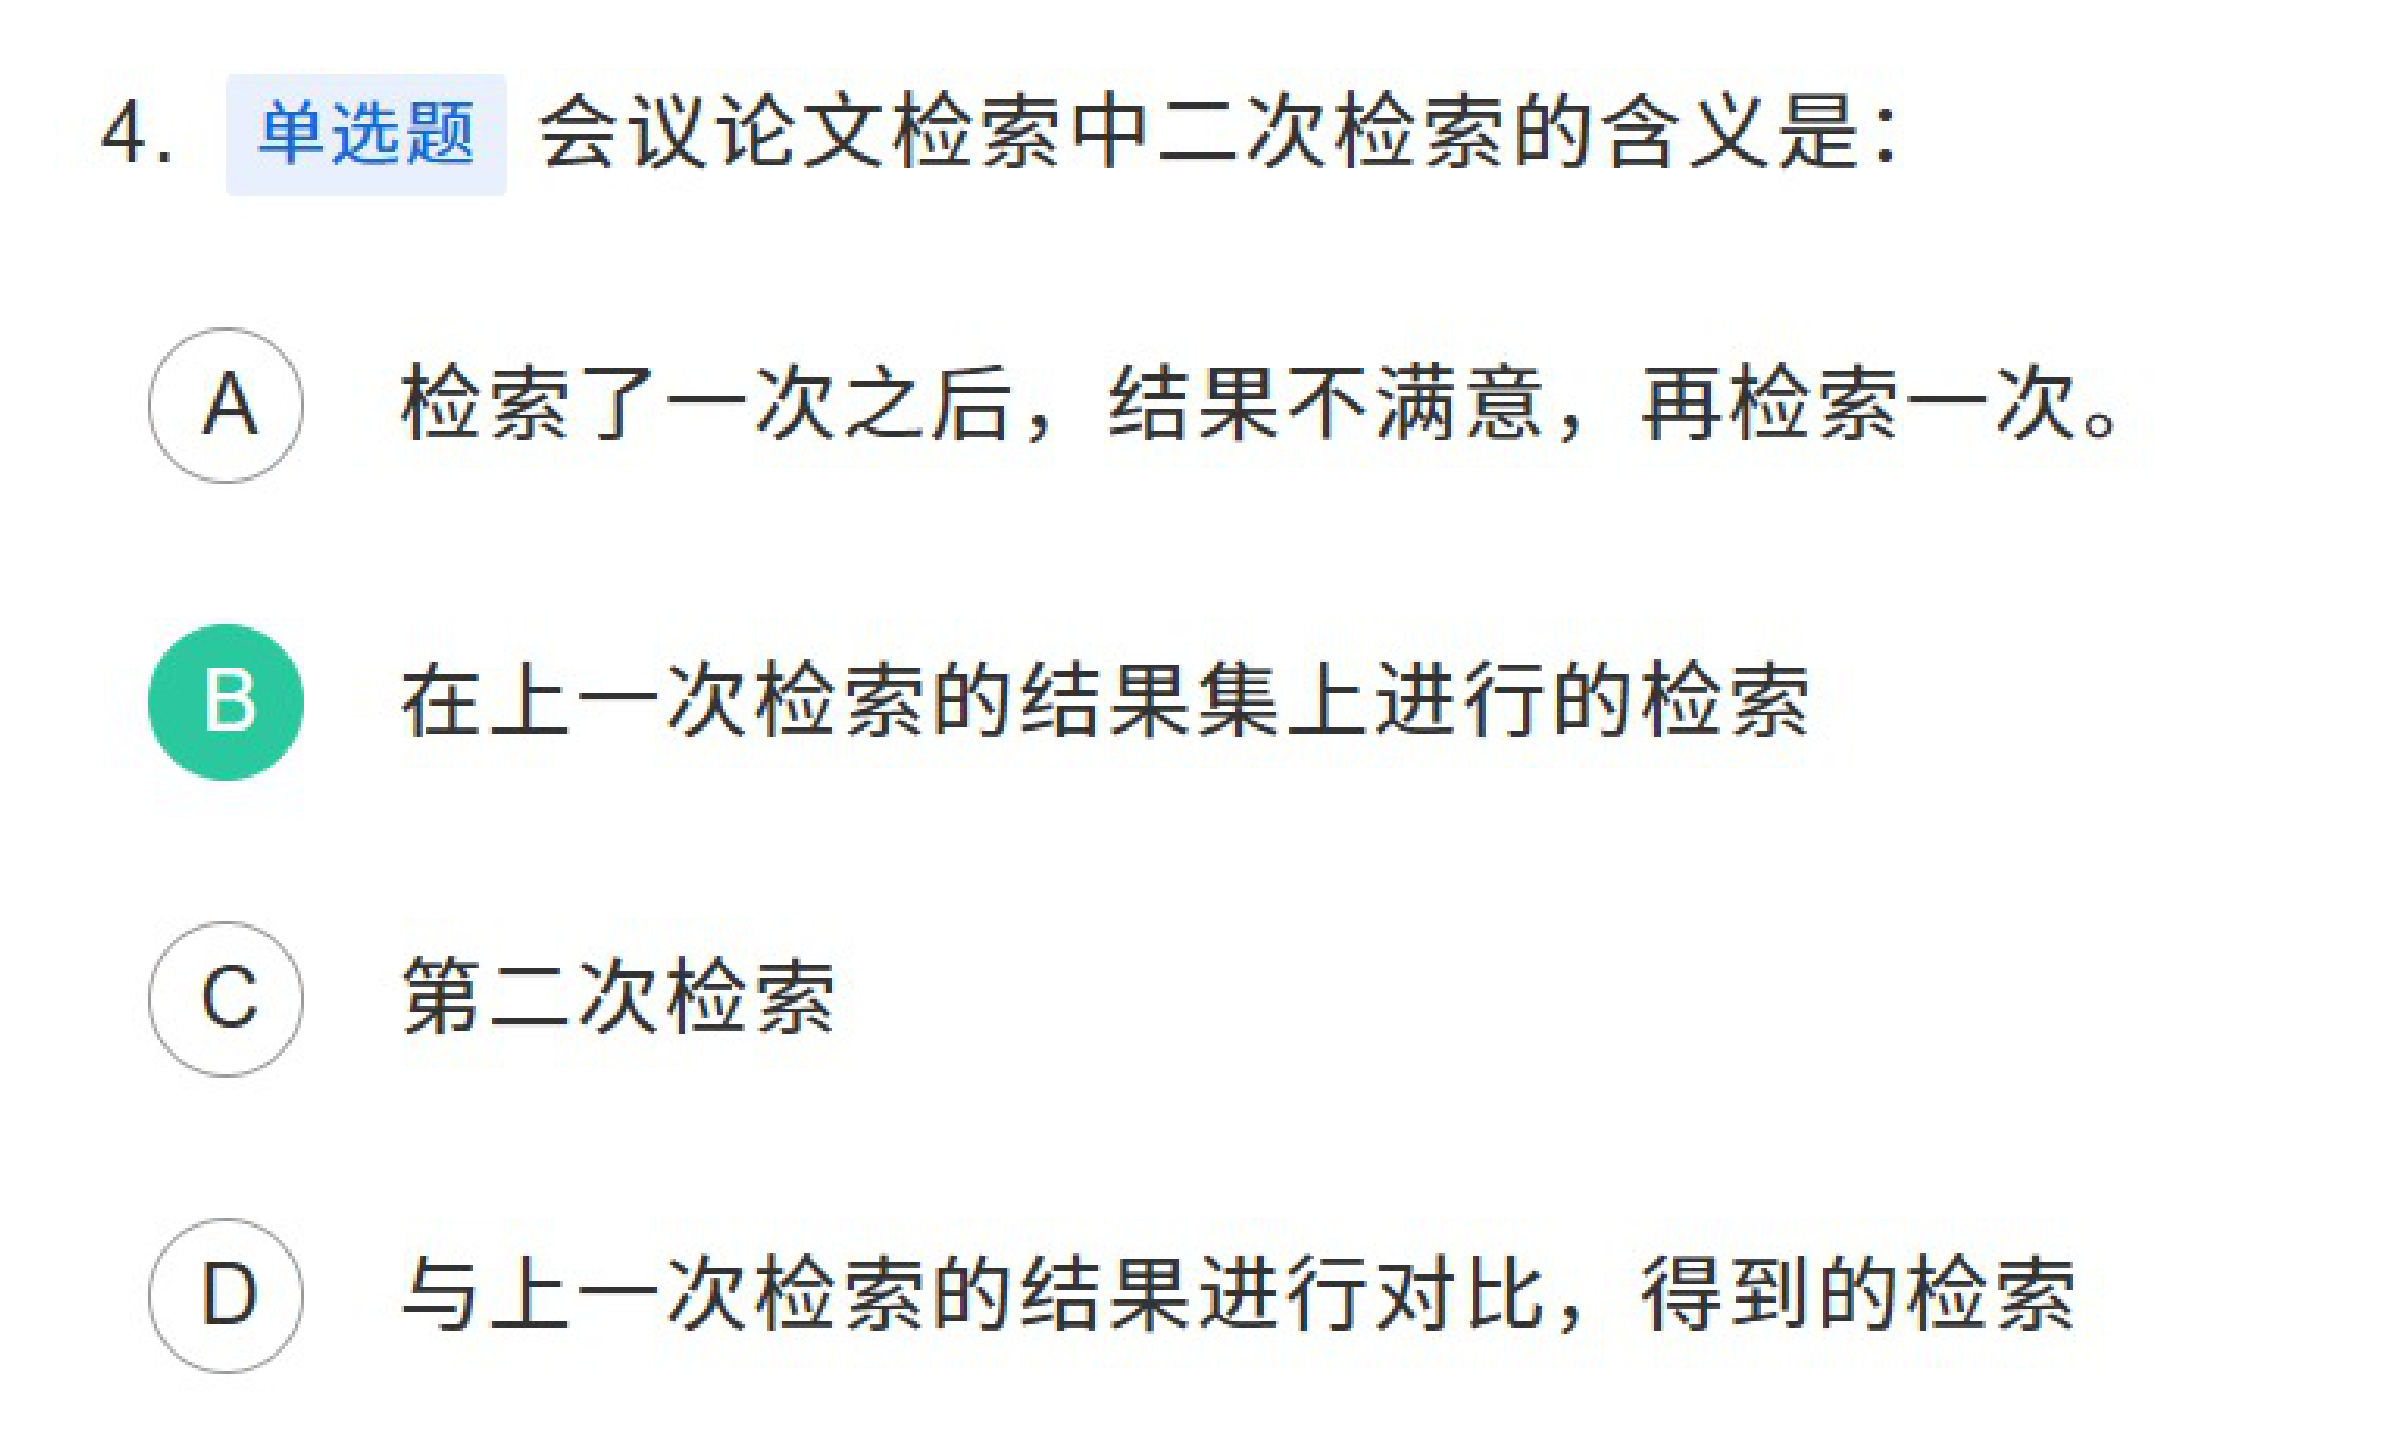 4. 单选题 会议论文检索中二次检索的含义是：
A 检索了一次之后，结果不满意，再检索一次。
B 在上一次检索的结果集上进行的检索
C 第二次检索
D 与上一次检索的结果进行对比，得到的检索